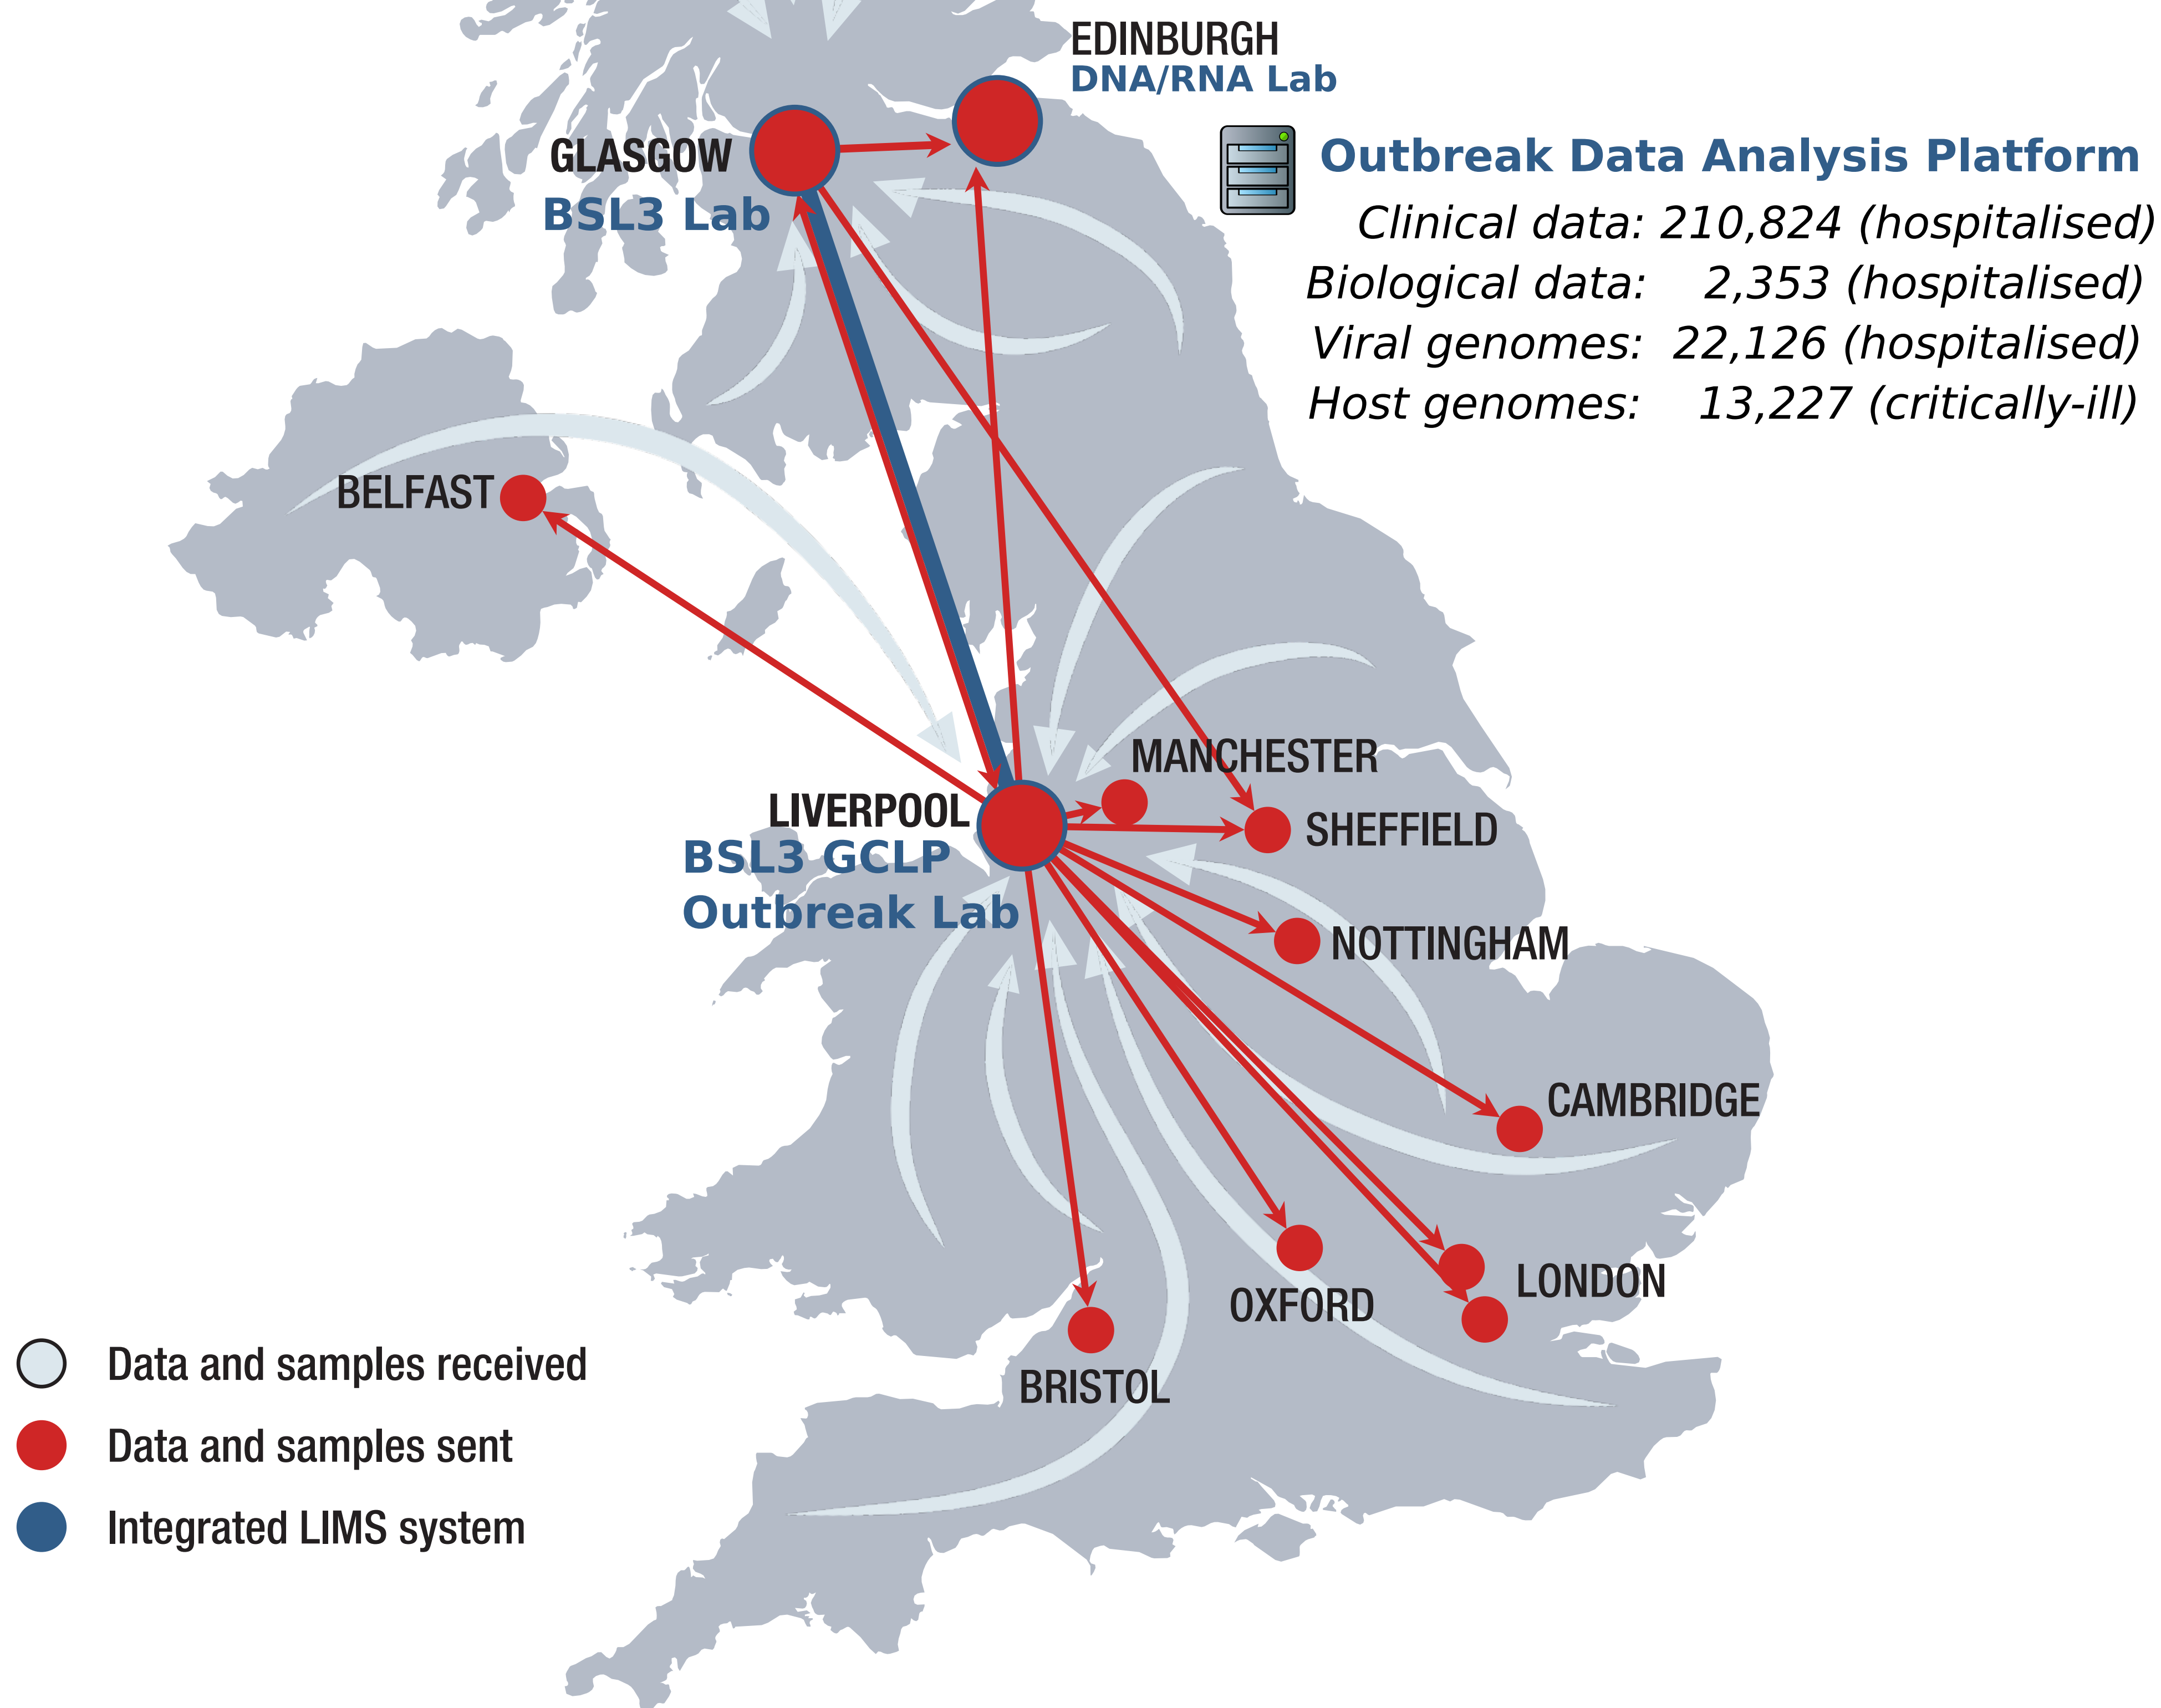 EDINBURGH
DNA/RNA Lab
GLASGOW
BSL3 Lab
Outbreak Data Analysis Platform
Clinical data: 210,824 (hospitalised)
Biological data: 2,353 (hospitalised)
Viral genomes: 22,126 (hospitalised)
Host genomes: 13,227 (critically-ill)
BELFAST
MANCHESTER
LIVERPOOL
BSL3 GCLP
Outbreak Lab
SHEFFIELD
NOTTINGHAM
CAMBRIDGE
LONDON
OXFORD
BRISTOL
Data and samples received
Data and samples sent
Integrated LIMS system